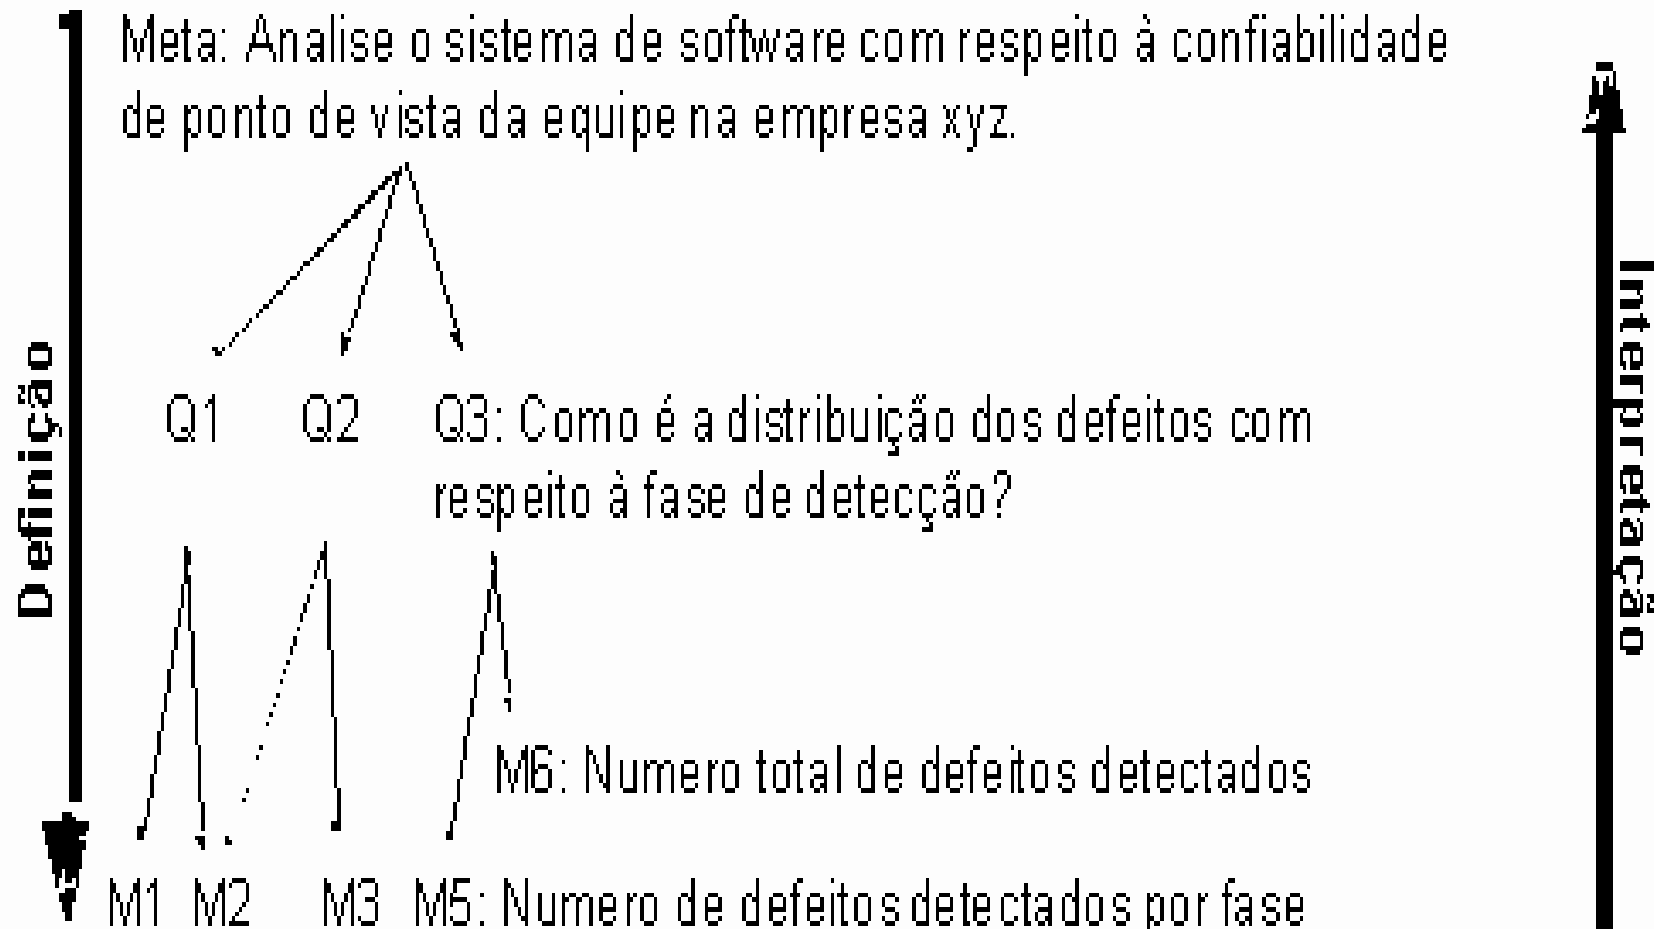 Meta: Analise o sistema de software com respeito à confiabilidade
de ponto de vista da equipe na empresa xyz.
Definição
Interpretação
Q1 Q2 Q3: Como é a distribuição dos defeitos com
respeito à fase de detecção?
M6: Numero total de defeitos detectados
M1 M2 M3 M5: Numero de defeitos detectados por fase